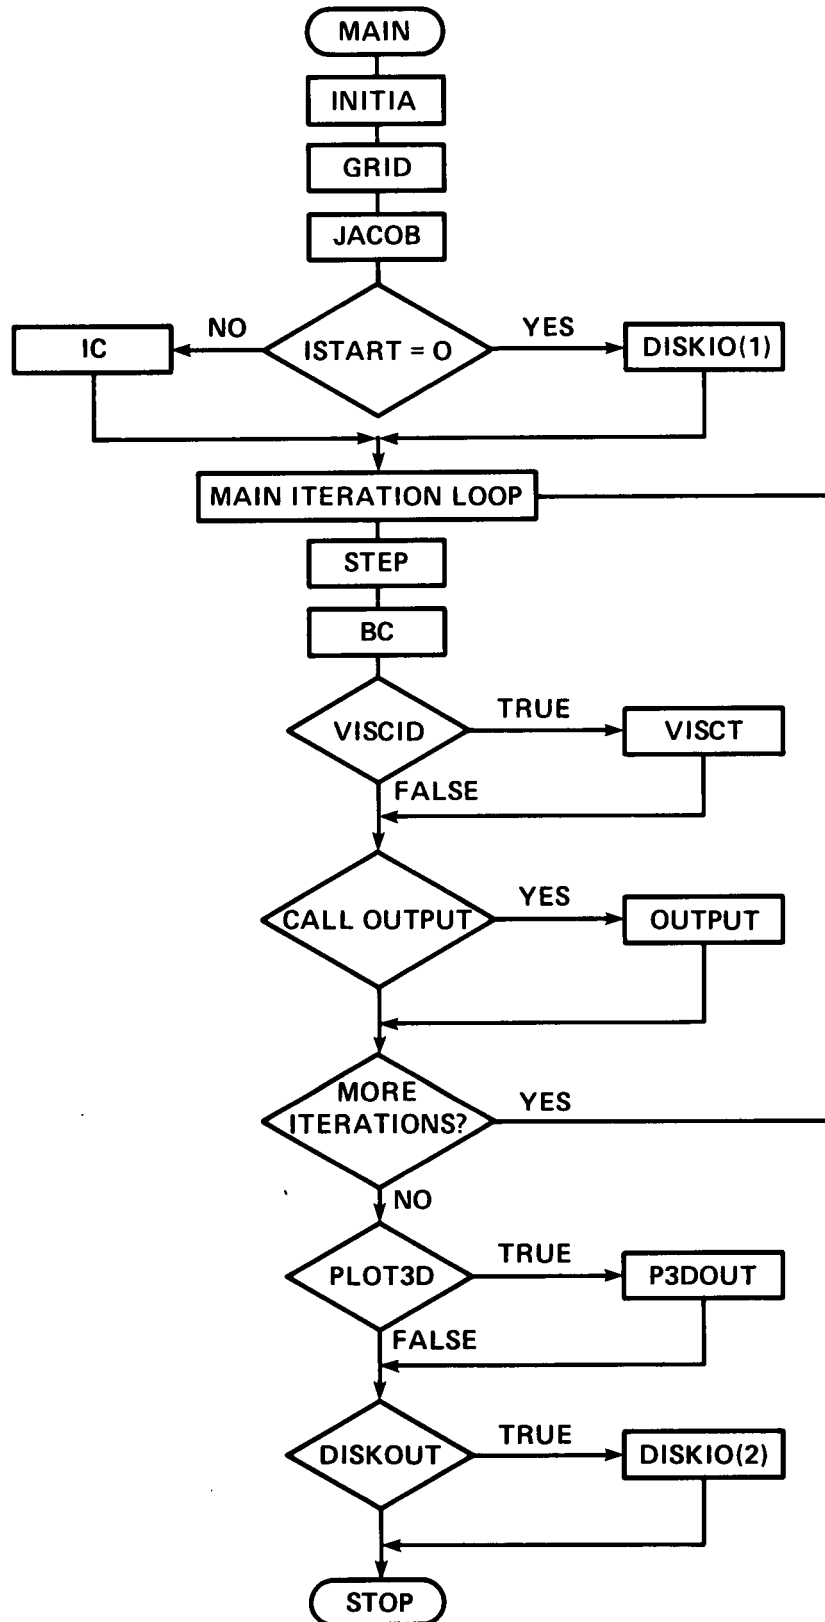 MAIN
INITIA
GRID
JACOB
ISTART = O
NO
YES
IC
DISKIO(1)
MAIN ITERATION LOOP
STEP
BC
VISCID
TRUE
VISCT
FALSE
CALL OUTPUT
YES
OUTPUT
MORE
ITERATIONS?
YES
NO
PLOT3D
TRUE
P3DOUT
FALSE
DISKOUT
TRUE
DISKIO(2)
STOP